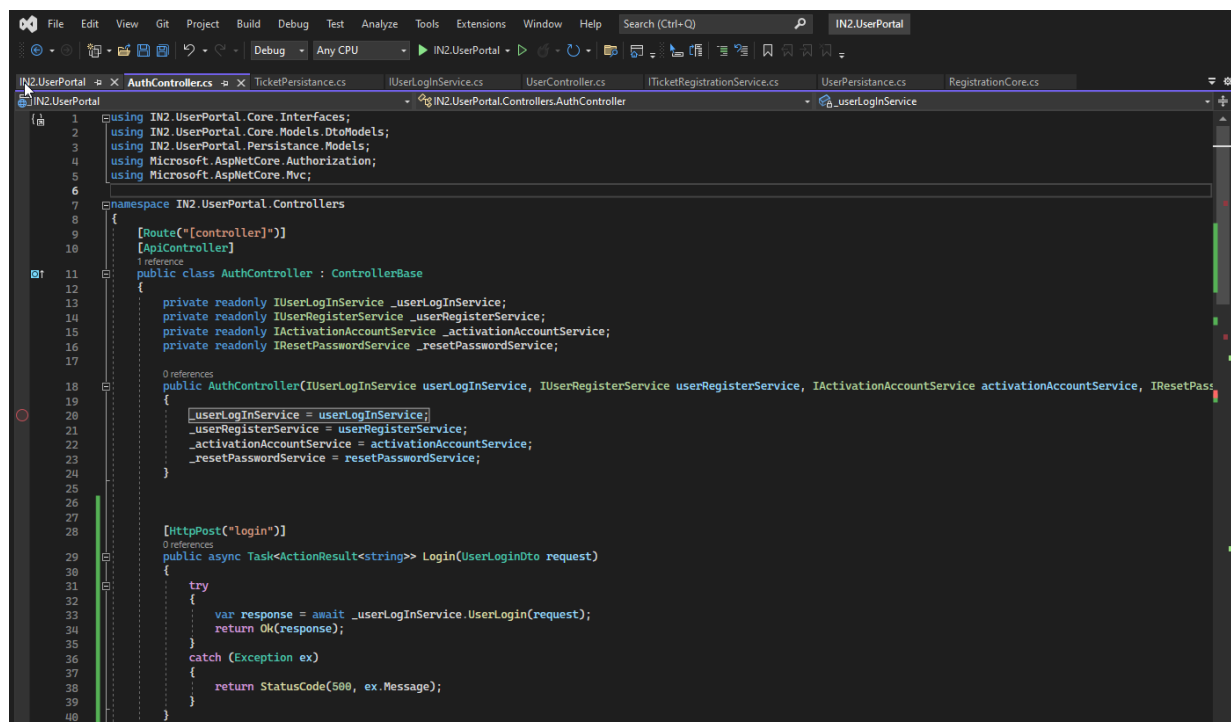 File Edit View Git Project Build Debug Test Analyze Tools Extensions Window Help Search (Ctrl+Q) IN2.UserPortal
Debug Any CPU IN2.UserPortal
IN2.UserPortal AuthController.cs TicketPersistance.cs IUserLogInService.cs UserController.cs ITicketRegistrationService.cs UserPersistance.cs RegistrationCore.cs
IN2.UserPortal IN2.UserPortal.Controllers.AuthController _userLogInService
1 using IN2.UserPortal.Core.Interfaces;
2 using IN2.UserPortal.Core.Models.DtoModels;
3 using IN2.UserPortal.Persistance.Models;
4 using Microsoft.AspNetCore.Authorization;
5 using Microsoft.AspNetCore.Mvc;
6
7 namespace IN2.UserPortal.Controllers
8 {
9 [Route("[controller]")]
10 [ApiController]
1 reference
11 public class AuthController : ControllerBase
12 {
13 private readonly IUserLogInService _userLogInService;
14 private readonly IUserRegisterService _userRegisterService;
15 private readonly IActivationAccountService _activationAccountService;
16 private readonly IResetPasswordService _resetPasswordService;
17
0 references
18 public AuthController(IUserLogInService userLogInService, IUserRegisterService userRegisterService, IActivationAccountService activationAccountService, IResetPass
19 {
20 _userLogInService = userLogInService;
21 _userRegisterService = userRegisterService;
22 _activationAccountService = activationAccountService;
23 _resetPasswordService = resetPasswordService;
24 }
25
26
27
28 [HttpPost("login")]
0 references
29 public async Task<ActionResult<string>> Login(UserLoginDto request)
30 {
31 try
32 {
33 var response = await _userLogInService.UserLogin(request);
34 return Ok(response);
35 }
36 catch (Exception ex)
37 {
38 return StatusCode(500, ex.Message);
39 }
40 }